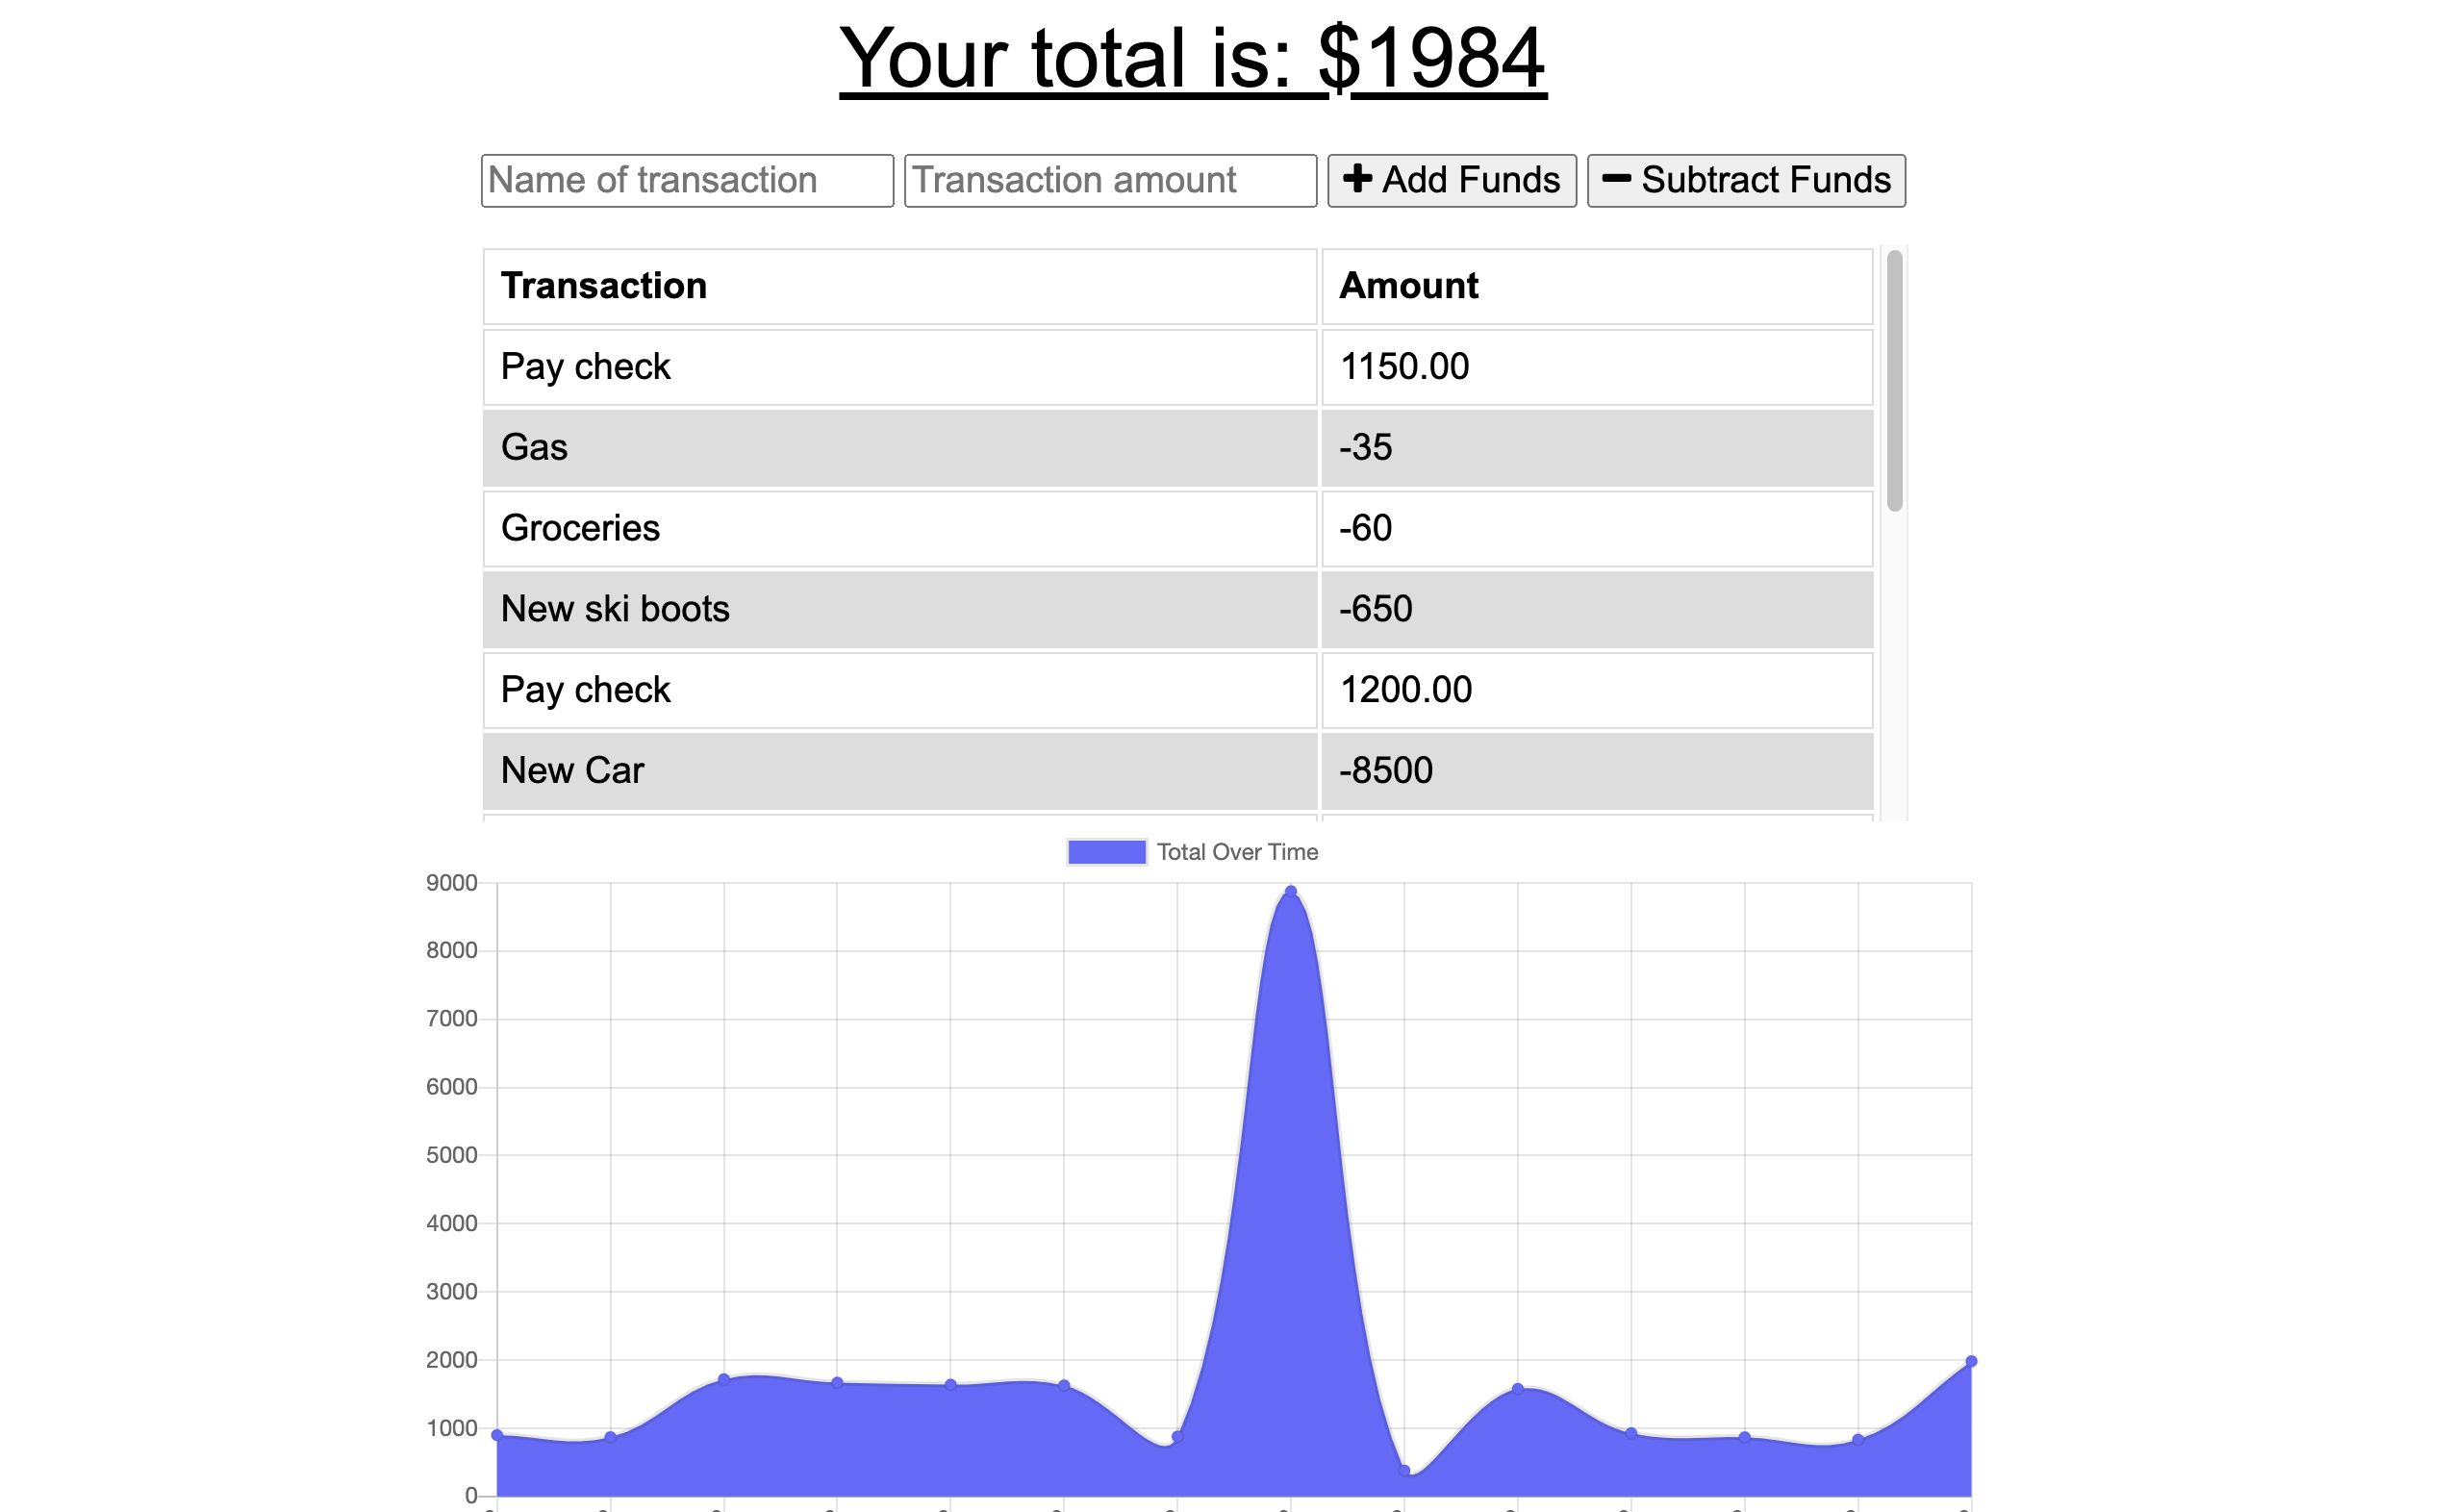 Your total is: $1984
Name of transaction Transaction amount Add Funds Subtract Funds
Transaction Amount
Pay check 1150.00
Gas -35
Groceries -60
New ski boots -650
Pay check 1200.00
New Car -8500
Total Over Time
9000
8000
7000
6000
5000
4000
3000
2000
1000
0